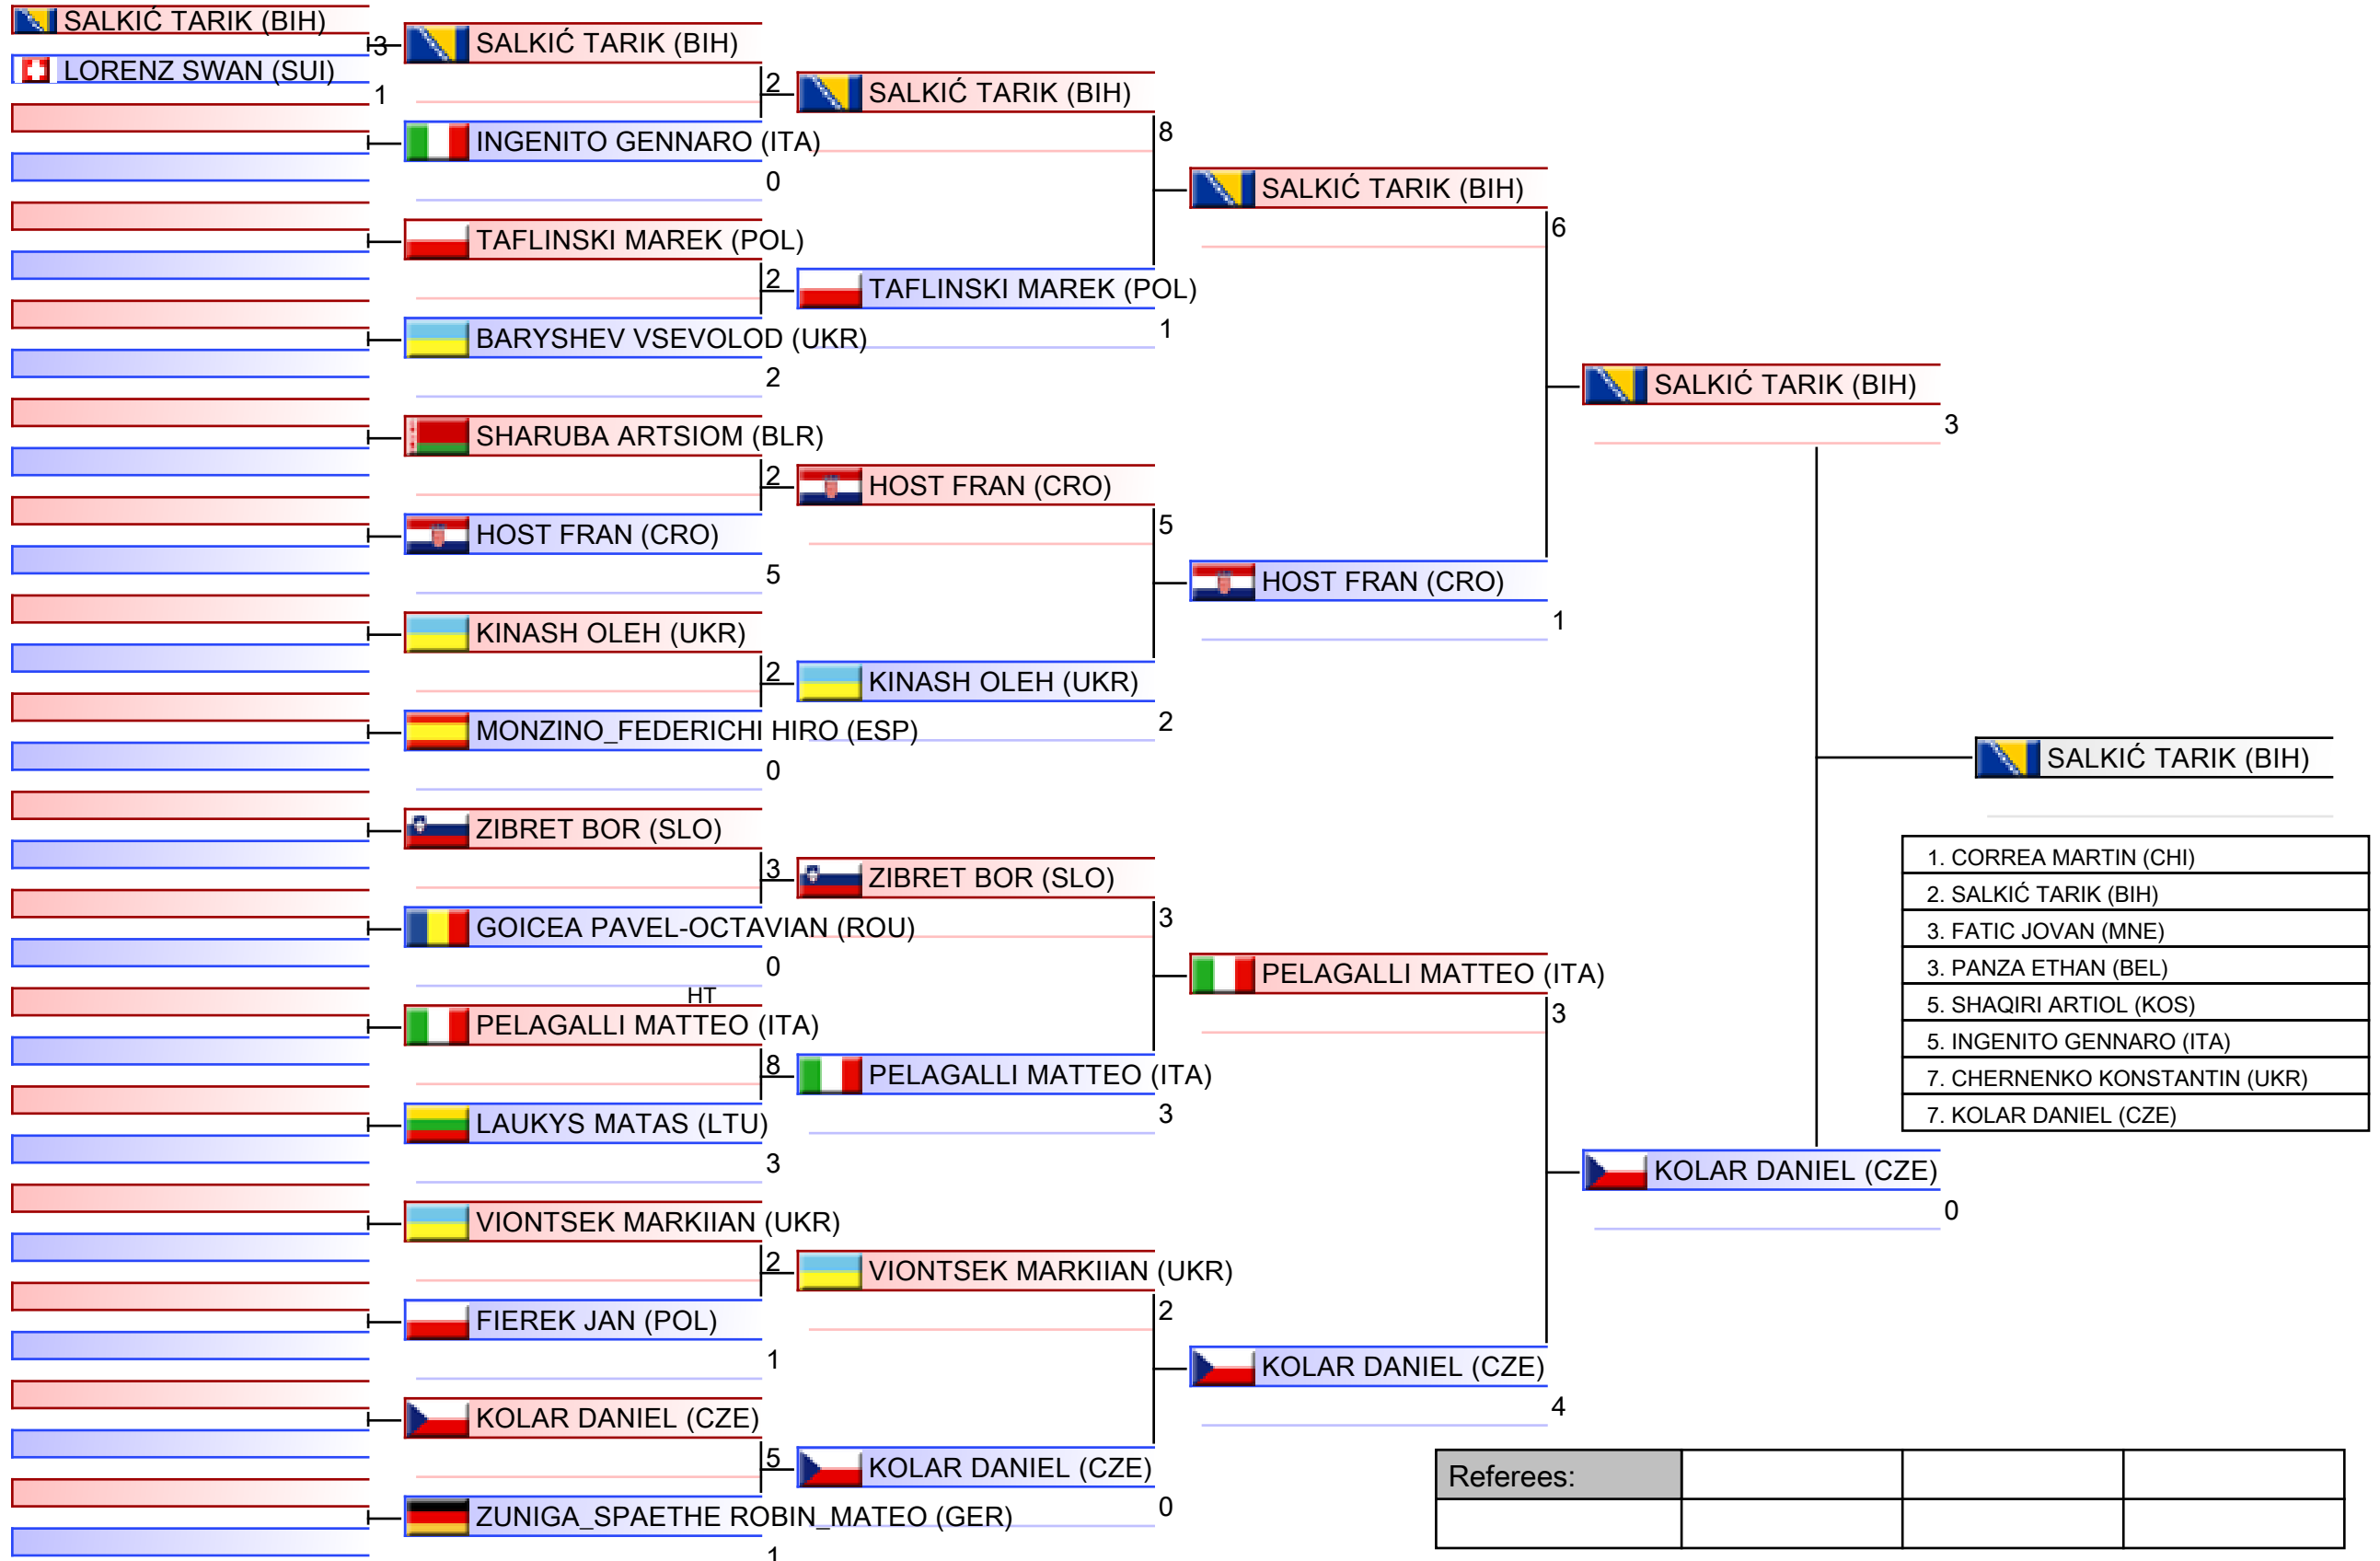 SALKIĆ TARIK (BIH)
3
LORENZ SWAN (SUI)
1
SALKIĆ TARIK (BIH)
2
INGENITO GENNARO (ITA)
0
TAFLINSKI MAREK (POL)
2
BARYSHEV VSEVOLOD (UKR)
2
SHARUBA ARTSIOM (BLR)
2
HOST FRAN (CRO)
5
KINASH OLEH (UKR)
2
MONZINO_FEDERICHI HIRO (ESP)
0
ZIBRET BOR (SLO)
3
GOICEA PAVEL-OCTAVIAN (ROU)
0
HT
PELAGALLI MATTEO (ITA)
8
LAUKYS MATAS (LTU)
3
VIONTSEK MARKIIAN (UKR)
2
FIEREK JAN (POL)
1
KOLAR DANIEL (CZE)
5
ZUNIGA_SPAETHE ROBIN_MATEO (GER)
1
SALKIĆ TARIK (BIH)
8
TAFLINSKI MAREK (POL)
1
HOST FRAN (CRO)
5
KINASH OLEH (UKR)
2
ZIBRET BOR (SLO)
3
PELAGALLI MATTEO (ITA)
3
VIONTSEK MARKIIAN (UKR)
2
KOLAR DANIEL (CZE)
0
SALKIĆ TARIK (BIH)
6
HOST FRAN (CRO)
1
PELAGALLI MATTEO (ITA)
3
KOLAR DANIEL (CZE)
4
SALKIĆ TARIK (BIH)
3
KOLAR DANIEL (CZE)
0
SALKIĆ TARIK (BIH)
1. CORREA MARTIN (CHI)
2. SALKIĆ TARIK (BIH)
3. FATIC JOVAN (MNE)
3. PANZA ETHAN (BEL)
5. SHAQIRI ARTIOL (KOS)
5. INGENITO GENNARO (ITA)
7. CHERNENKO KONSTANTIN (UKR)
7. KOLAR DANIEL (CZE)
Referees: